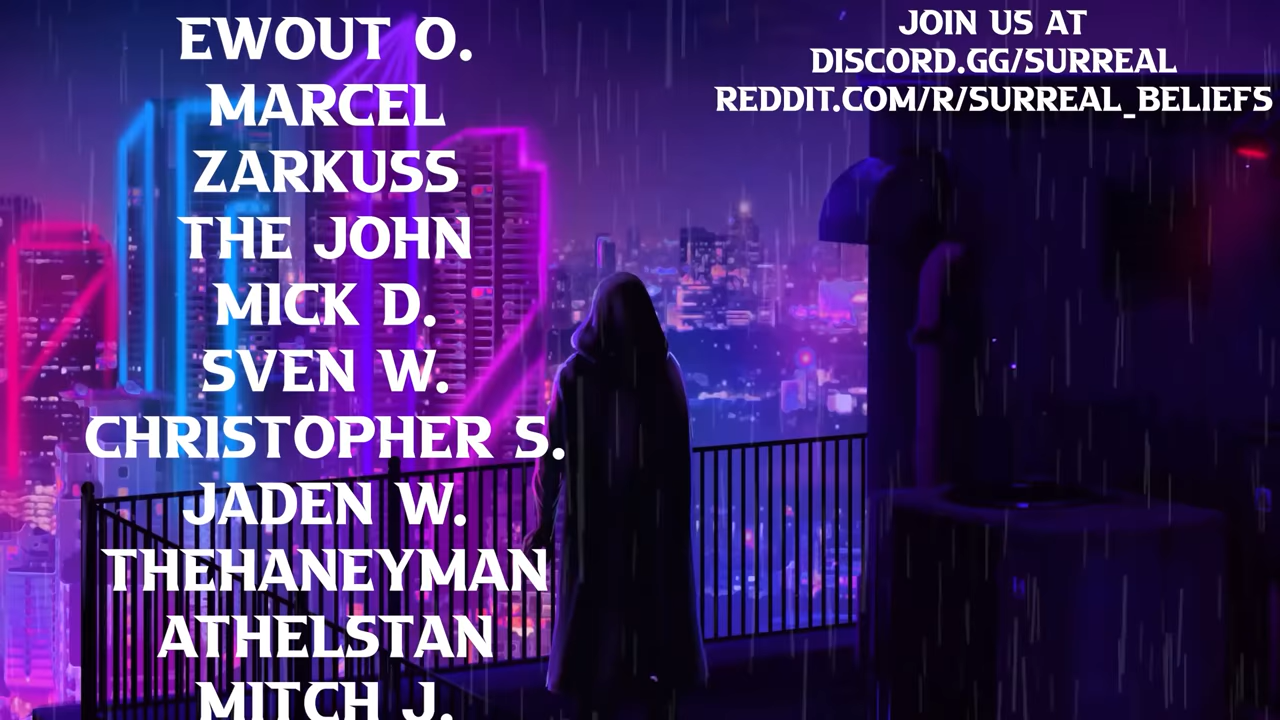 EWOUT O.
MARCEL
ZARKUSS
THE JOHN
MICK D.
SVEN W.
CHRISTOPHER S.
JADEN W.
THEHANEYMAN
ATHELSTAN
MITCH J.
JOIN US AT
DISCORD.GG/SURREAL
REDDIT.COM/R/SURREAL_BELIEFS